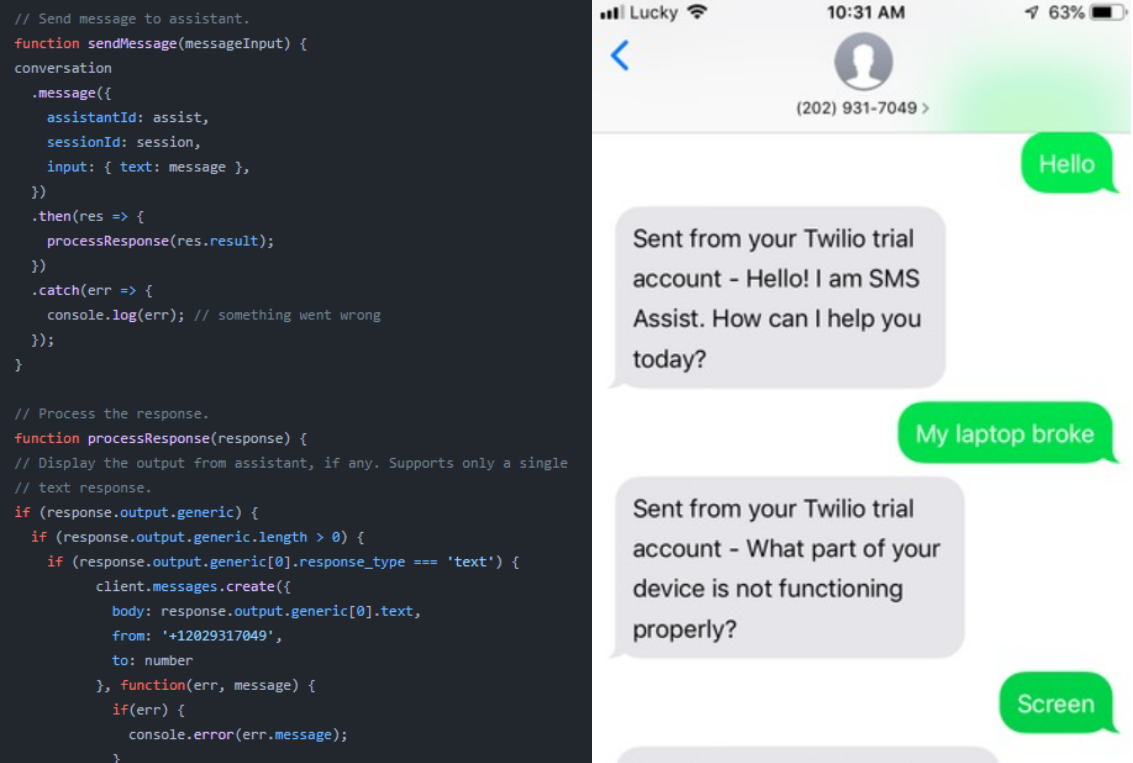 // Send message to assistant.
function sendMessage(messageInput) {
conversation
.message({
assistantId: assist,
sessionId: session,
input: { text: message },
})
.then(res => {
processResponse(res.result);
})
.catch(err => {
console.log(err); // something went wrong
});
}
// Process the response.
function processResponse(response) {
// Display the output from assistant, if any. Supports only a single
// text response.
if (response.output.generic) {
if (response.output.generic.length > 0) {
if (response.output.generic[0].response_type === 'text') {
client.messages.create({
body: response.output.generic[0].text,
from: '+12029317049',
to: number
}, function(err, message) {
if(err) {
console.error(err.message);
}
Lucky 10:31 AM 63%
(202) 931-7049 >
Hello
Sent from your Twilio trial
account - Hello! I am SMS
Assist. How can I help you
today?
My laptop broke
Sent from your Twilio trial
account - What part of your
device is not functioning
properly?
Screen